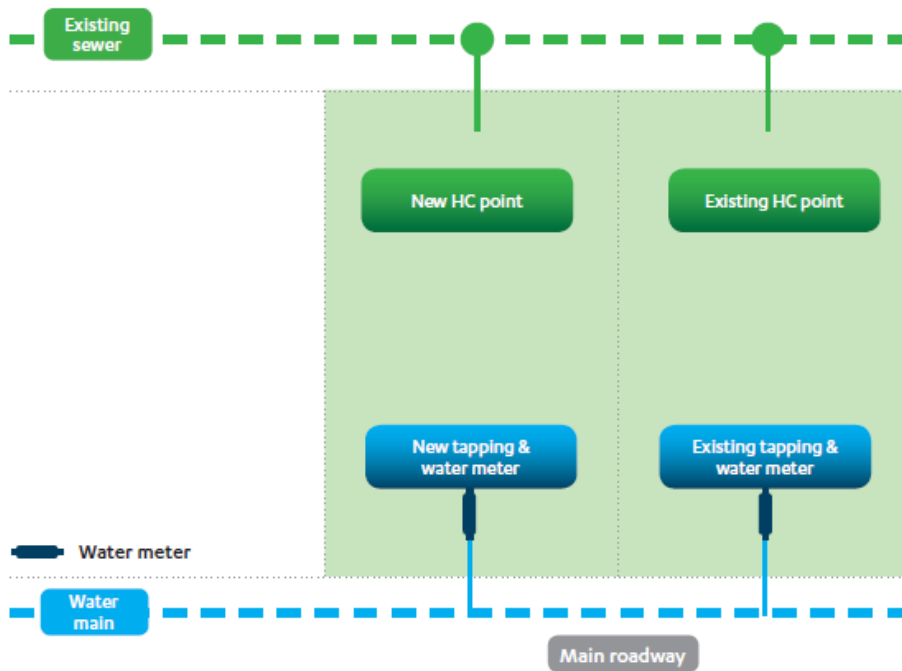 Existing
sewer
New HC point
Existing HC point
New tapping &
water meter
Existing tapping &
water meter
Water meter
Water
main
Main roadway